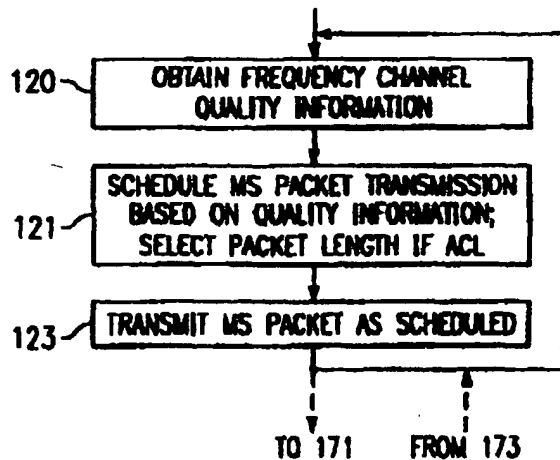 120
OBTAIN FREQUENCY CHANNEL
QUALITY INFORMATION
121
SCHEDULE MS PACKET TRANSMISSION
BASED ON QUALITY INFORMATION;
SELECT PACKET LENGTH IF ACL
123
TRANSMIT MS PACKET AS SCHEDULED
TO 171 FROM 173